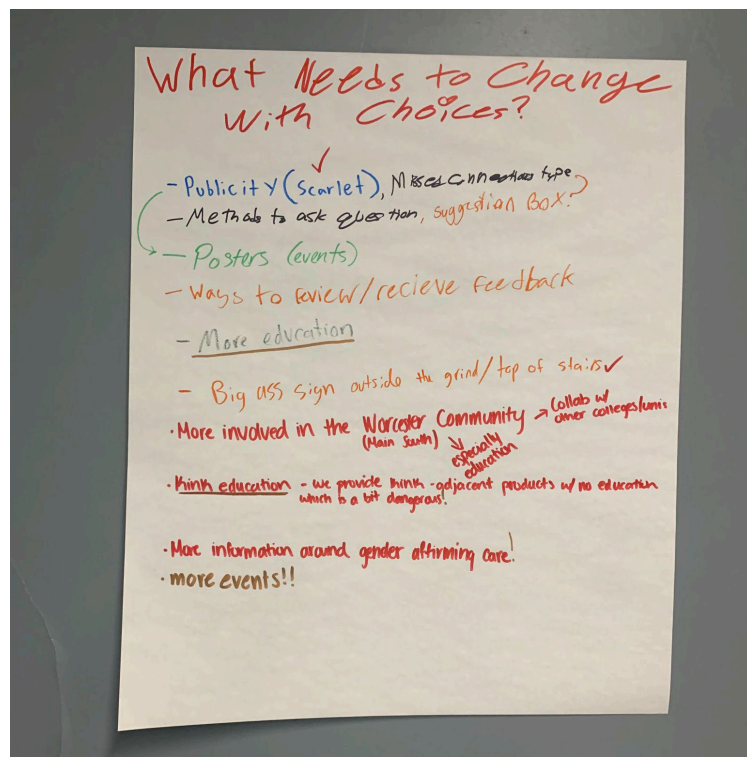 What Needs to Change
With Choices?
- Publicity (Scarlet), Missed connections type
- Methods to ask question, suggestian BOX?
- Posters (events)
- Ways to review/recieve feedback
- More education
- Big ass sign outside the grind/top of stairs ✓
• More involved in the Worcester Community → Collab w/ other colleges/unis
(Main South) especially education
• Kink education - we provide kink-adjacent products w/ no education
which is a bit dangerous!
• More information around gender affirming care!
• more events!!